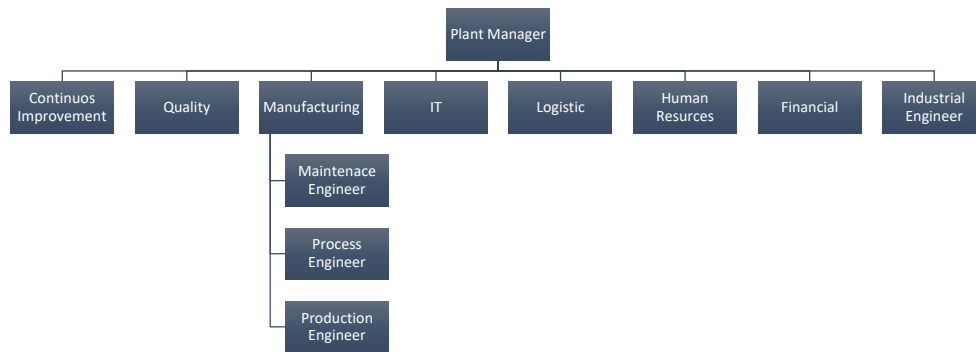 Plant Manager
Continuos
Improvement
Quality
Manufacturing
IT
Logistic
Human
Resurces
Financial
Industrial
Engineer
Maintenace
Engineer
Process
Engineer
Production
Engineer